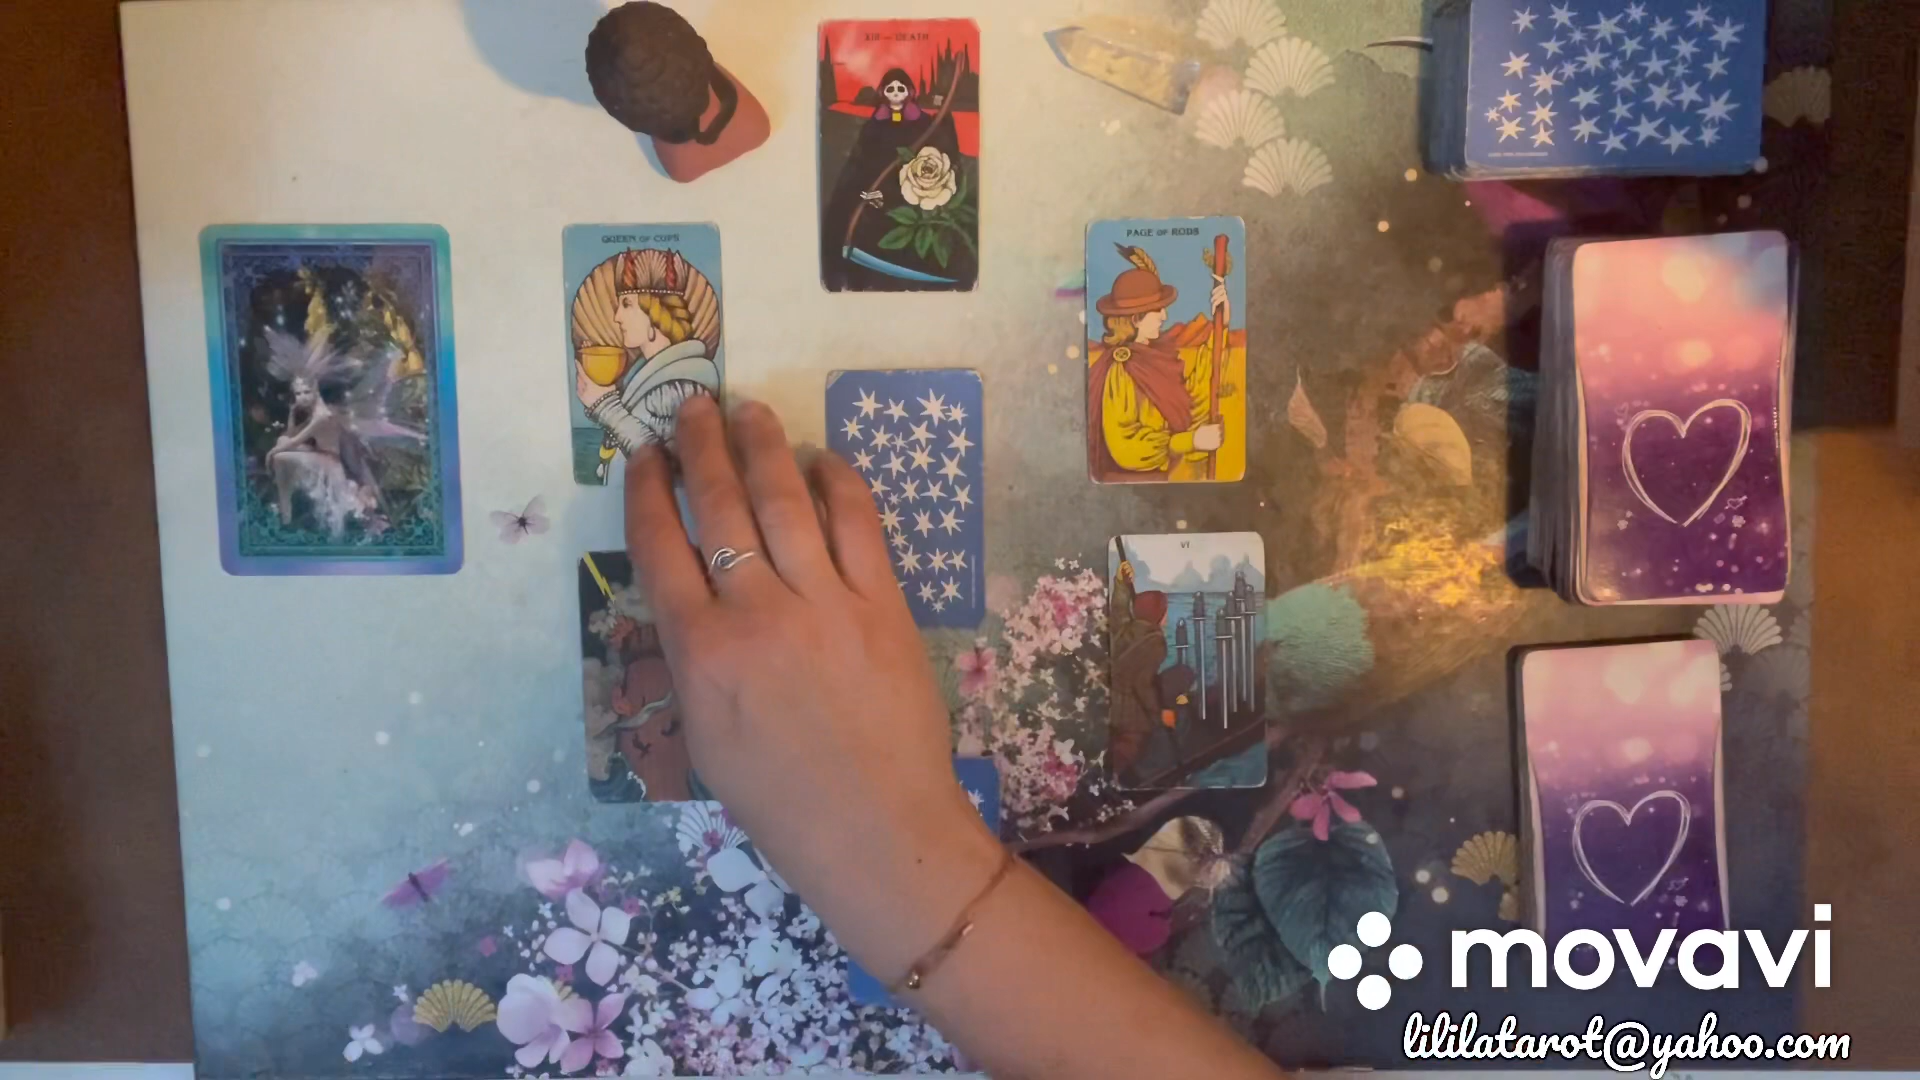 XIII — DEATH
QUEEN OF CUPS
PAGE OF RODS
VI
movavi
lililatarot@yahoo.com